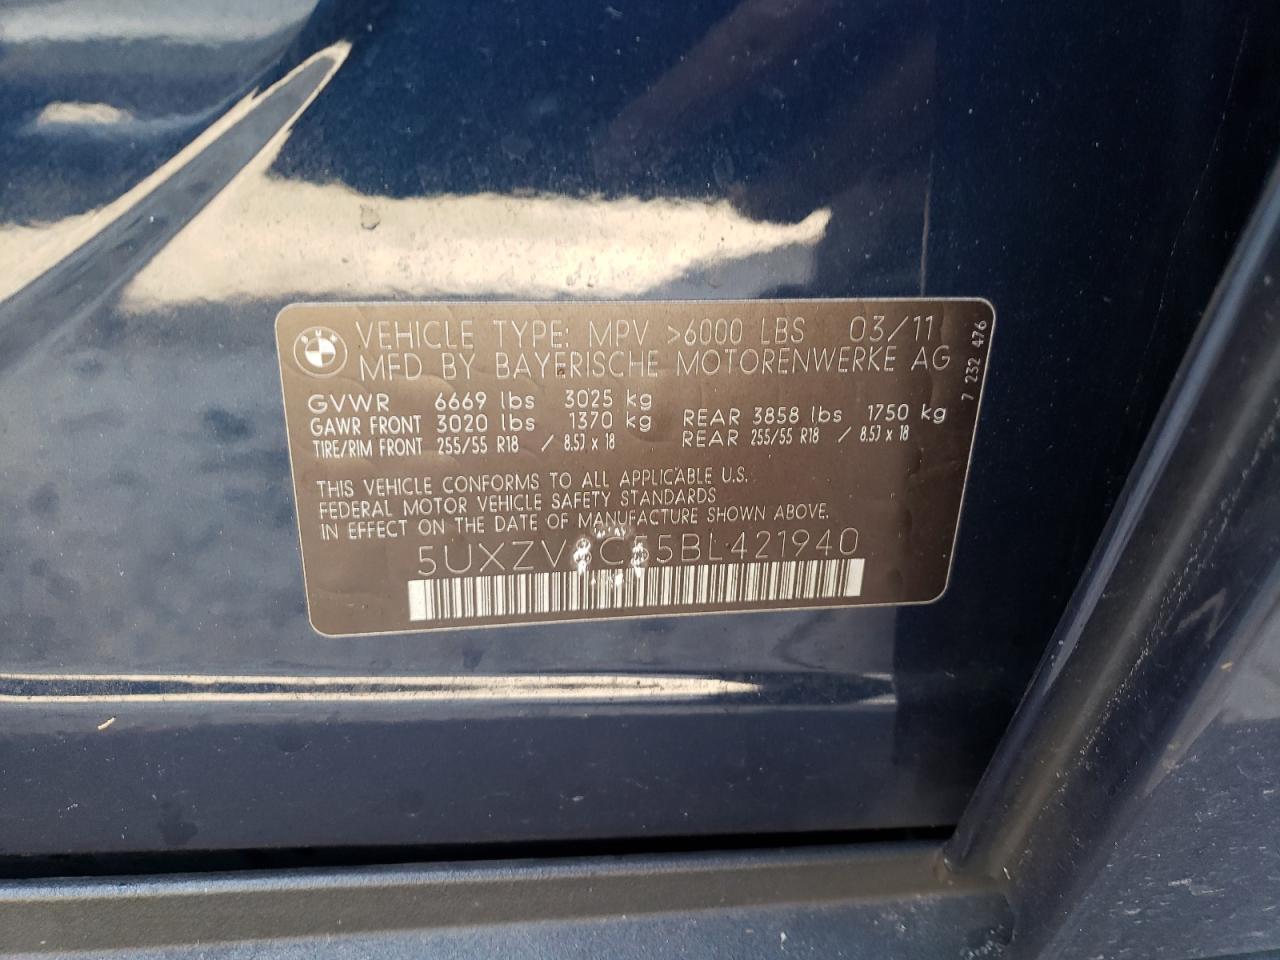 VEHICLE TYPE: MPV >6000 LBS 03/11
MFD BY BAYERISCHE MOTORENWERKE AG
7 232 476
GVWR 6669 lbs 3025 kg
GAWR FRONT 3020 lbs 1370 kg REAR 3858 lbs 1750 kg
TIRE/RIM FRONT 255/55 R18 / 8.5J x 18 REAR 255/55 R18 / 8.5J x 18
THIS VEHICLE CONFORMS TO ALL APPLICABLE U.S.
FEDERAL MOTOR VEHICLE SAFETY STANDARDS
IN EFFECT ON THE DATE OF MANUFACTURE SHOWN ABOVE.